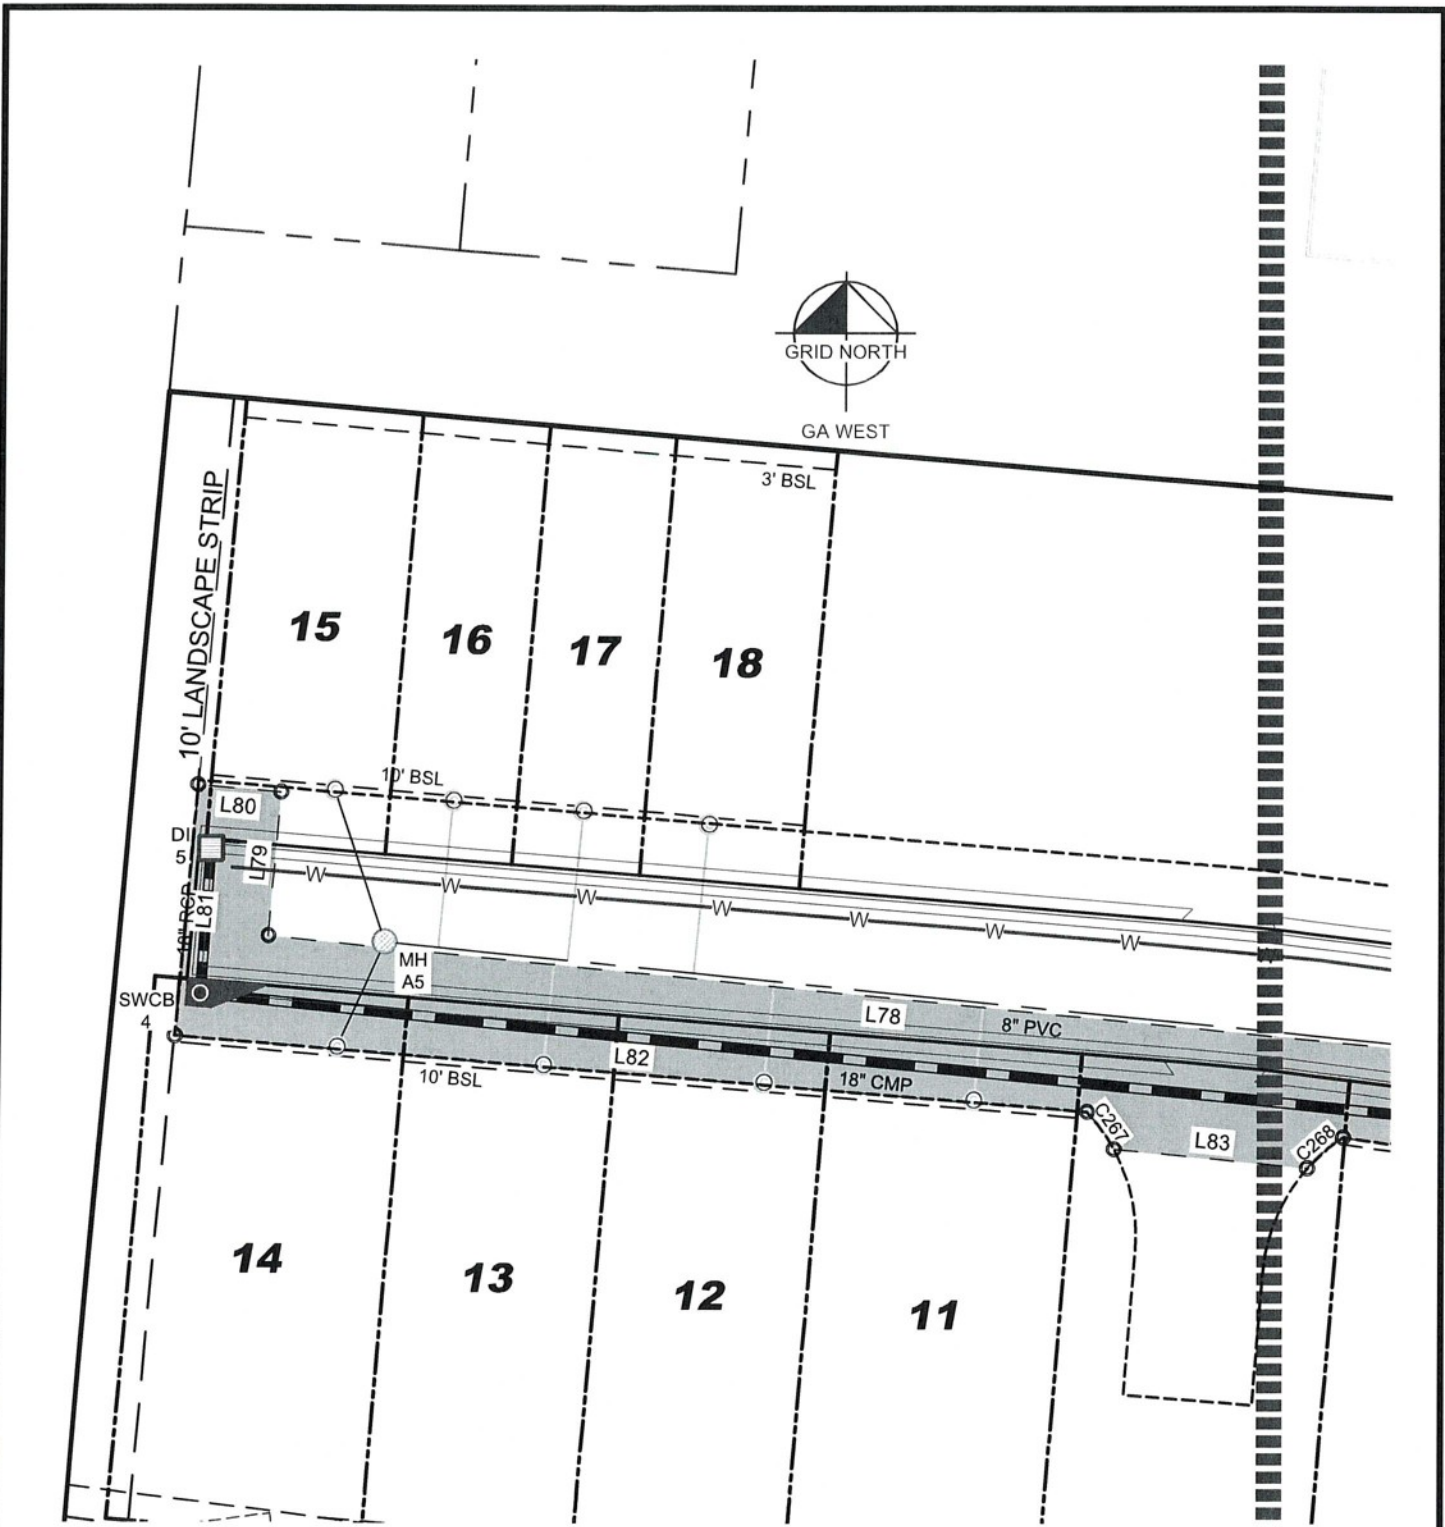 GRID NORTH
GA WEST
3' BSL
10' LANDSCAPE STRIP
15
16
17
18
10' BSL
L80
DI
5
L79
L81
18" RCP
W W W W W W W W
MH
A5
SWCB
4
L78
8" PVC
L82
10' BSL
18" CMP
C267
L83
C268
14
13
12
11